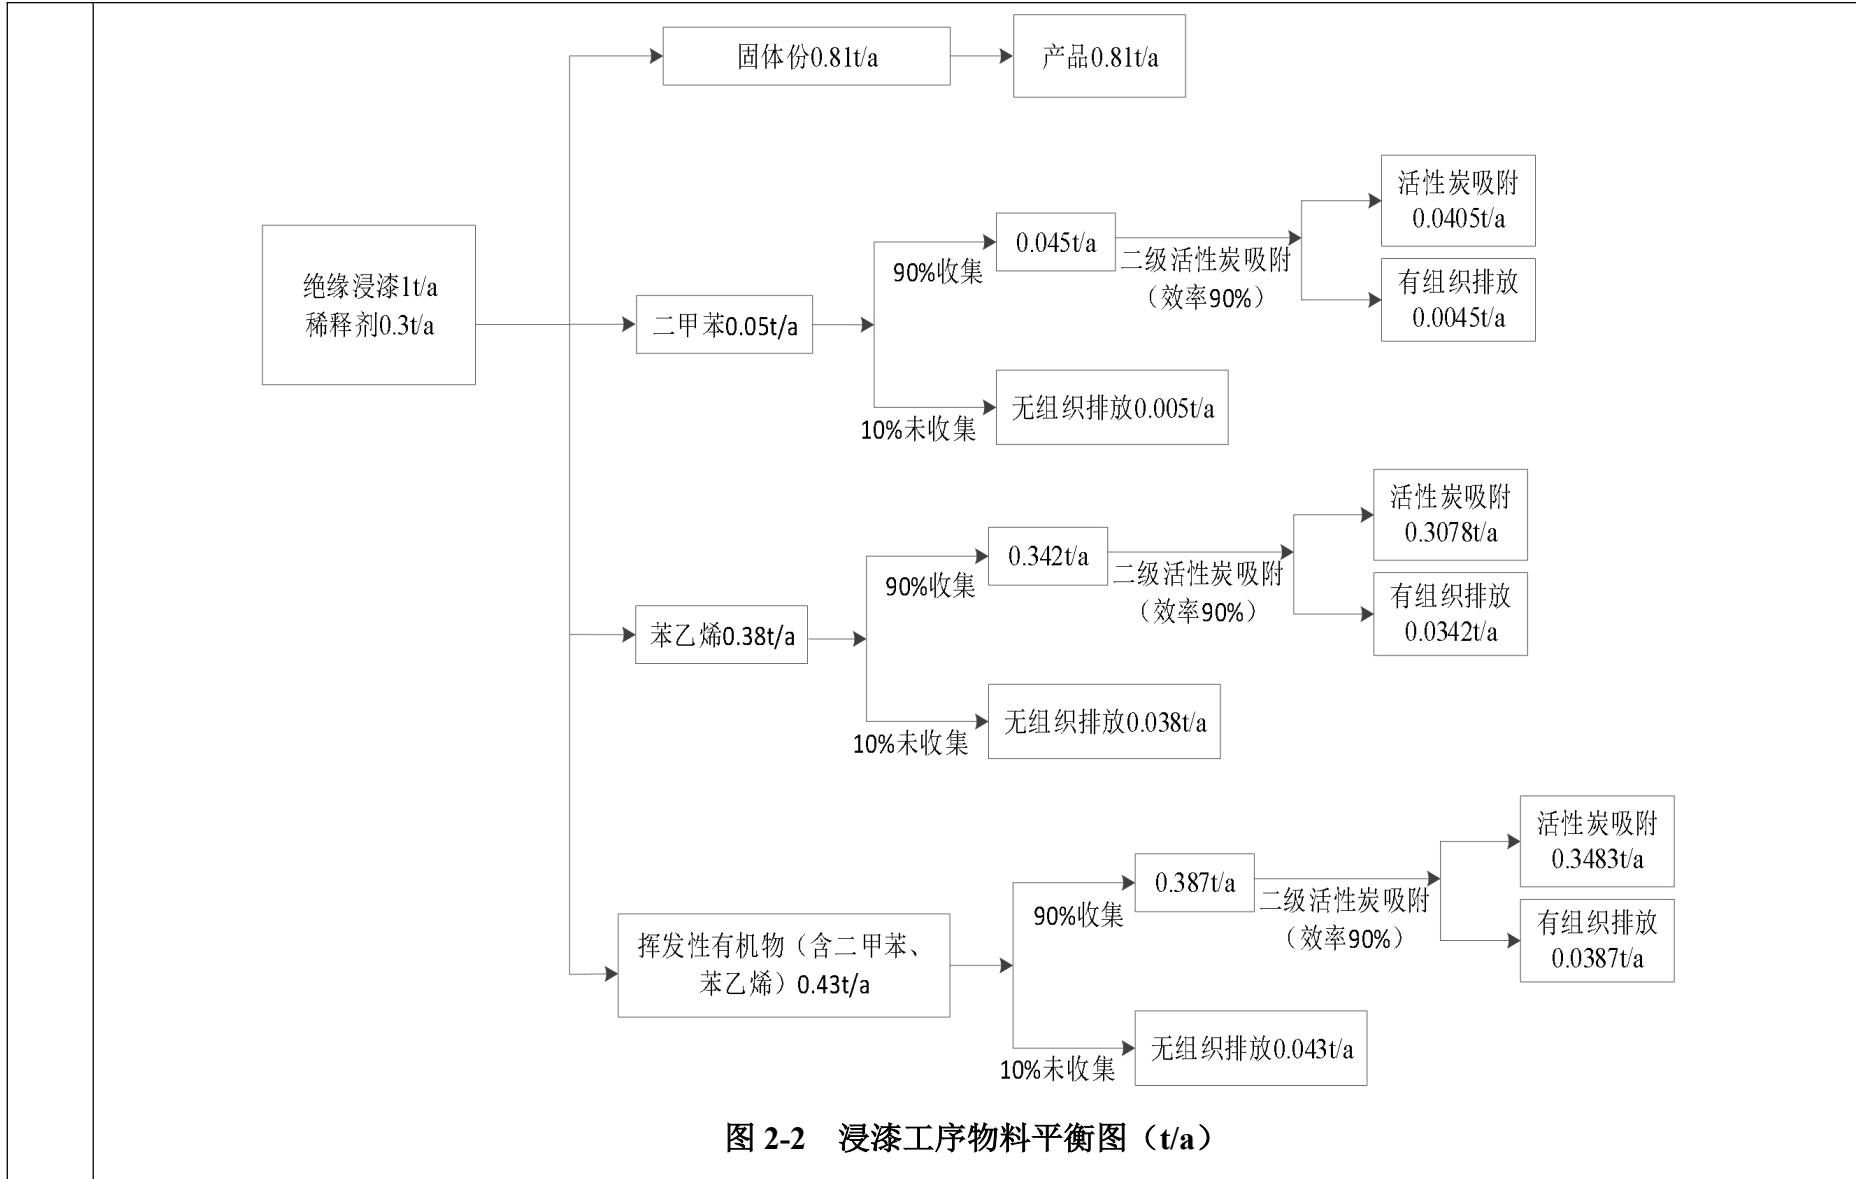 固体份0.81t/a
产品0.81t/a
绝缘浸漆1t/a
稀释剂0.3t/a
二甲苯0.05t/a
90%收集
0.045t/a
二级活性炭吸附
（效率90%）
活性炭吸附
0.0405t/a
有组织排放
0.0045t/a
10%未收集
无组织排放0.005t/a
苯乙烯0.38t/a
90%收集
0.342t/a
二级活性炭吸附
（效率90%）
活性炭吸附
0.3078t/a
有组织排放
0.0342t/a
10%未收集
无组织排放0.038t/a
挥发性有机物（含二甲苯、
苯乙烯）0.43t/a
90%收集
0.387t/a
二级活性炭吸附
（效率90%）
活性炭吸附
0.3483t/a
有组织排放
0.0387t/a
10%未收集
无组织排放0.043t/a
图 2-2 浸漆工序物料平衡图（t/a）